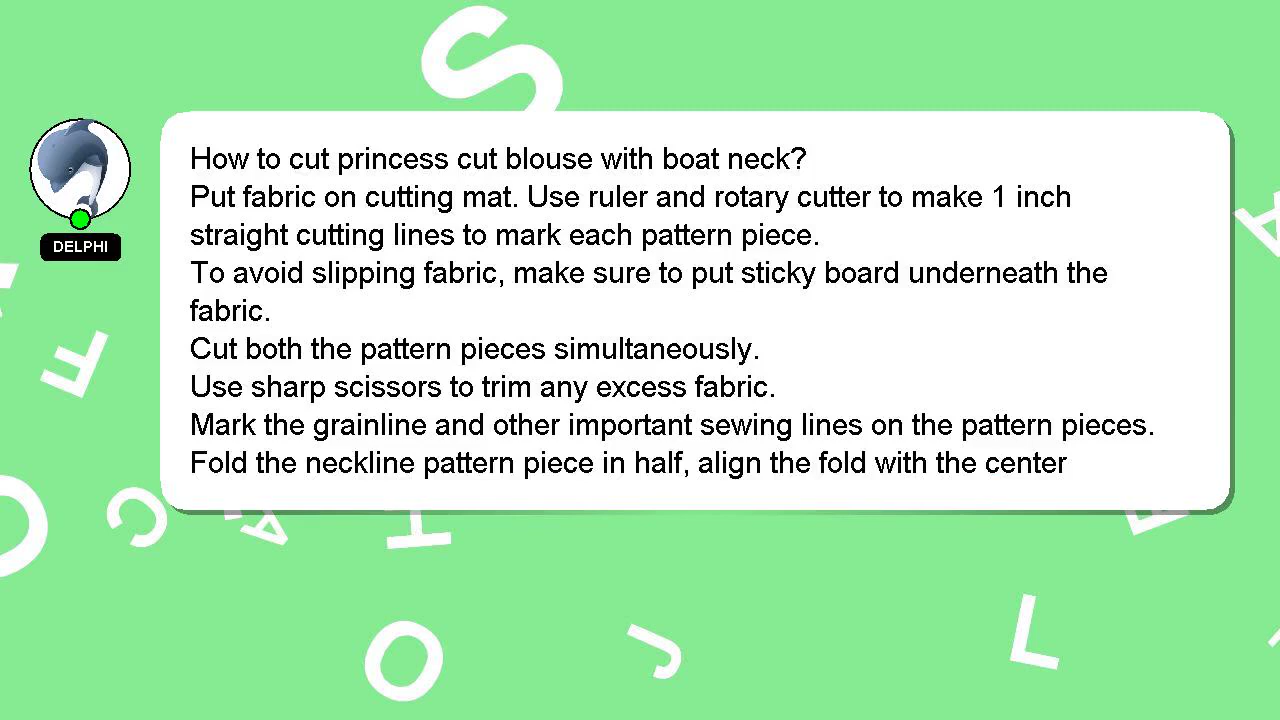 How to cut princess cut blouse with boat neck?
Put fabric on cutting mat. Use ruler and rotary cutter to make 1 inch
straight cutting lines to mark each pattern piece.
To avoid slipping fabric, make sure to put sticky board underneath the
fabric.
Cut both the pattern pieces simultaneously.
Use sharp scissors to trim any excess fabric.
Mark the grainline and other important sewing lines on the pattern pieces.
Fold the neckline pattern piece in half, align the fold with the center
DELPHI
S
A
F
C
A
O
J
L